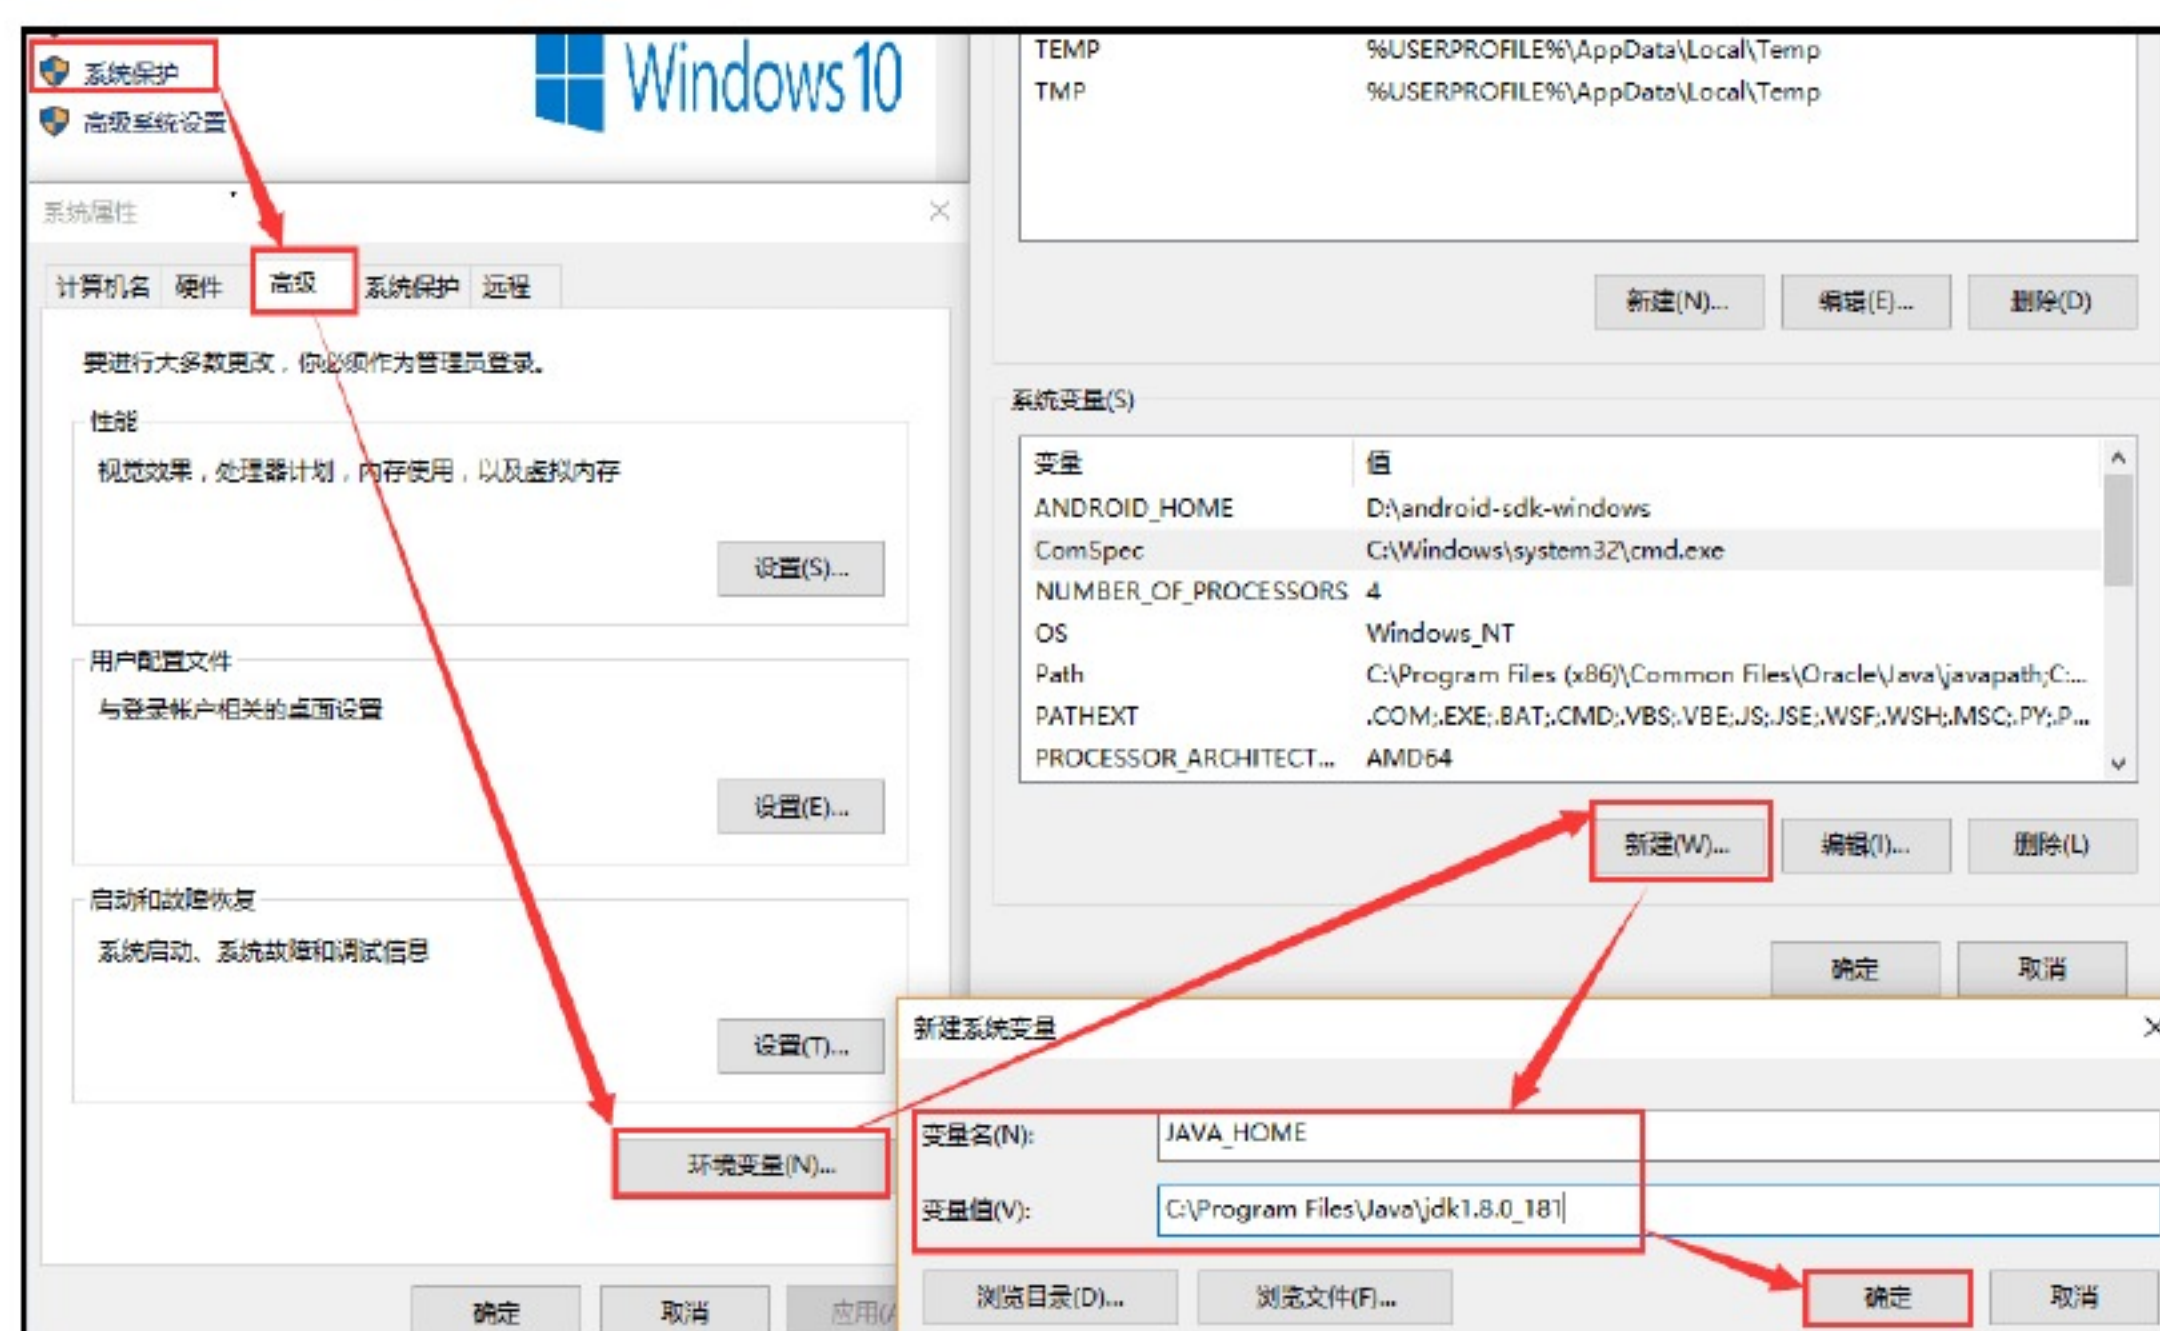 系统保护
高级系统设置
Windows 10
系统属性
计算机名 硬件 高级 系统保护 远程
要进行大多数更改，你必须作为管理员登录。
性能
视觉效果，处理器计划，内存使用，以及虚拟内存
设置(S)...
用户配置文件
与登录帐户相关的桌面设置
设置(E)...
启动和故障恢复
系统启动、系统故障和调试信息
设置(T)...
环境变量(N)...
确定 取消 应用(A
TEMP %USERPROFILE%\AppData\Local\Temp
TMP %USERPROFILE%\AppData\Local\Temp
新建(N)... 编辑(E)... 删除(D)
系统变量(S)
变量 值
ANDROID_HOME D:\android-sdk-windows
ComSpec C:\Windows\system32\cmd.exe
NUMBER_OF_PROCESSORS 4
OS Windows_NT
Path C:\Program Files (x86)\Common Files\Oracle\Java\javapath;C:...
PATHEXT .COM;.EXE;.BAT;.CMD;.VBS;.VBE;.JS;.JSE;.WSF;.WSH;.MSC;.PY;.P...
PROCESSOR_ARCHITECT... AMD64
新建(W)... 编辑(I)... 删除(L)
确定 取消
新建系统变量
变量名(N): JAVA_HOME
变量值(V): C:\Program Files\Java\jdk1.8.0_181
浏览目录(D)... 浏览文件(F)... 确定 取消